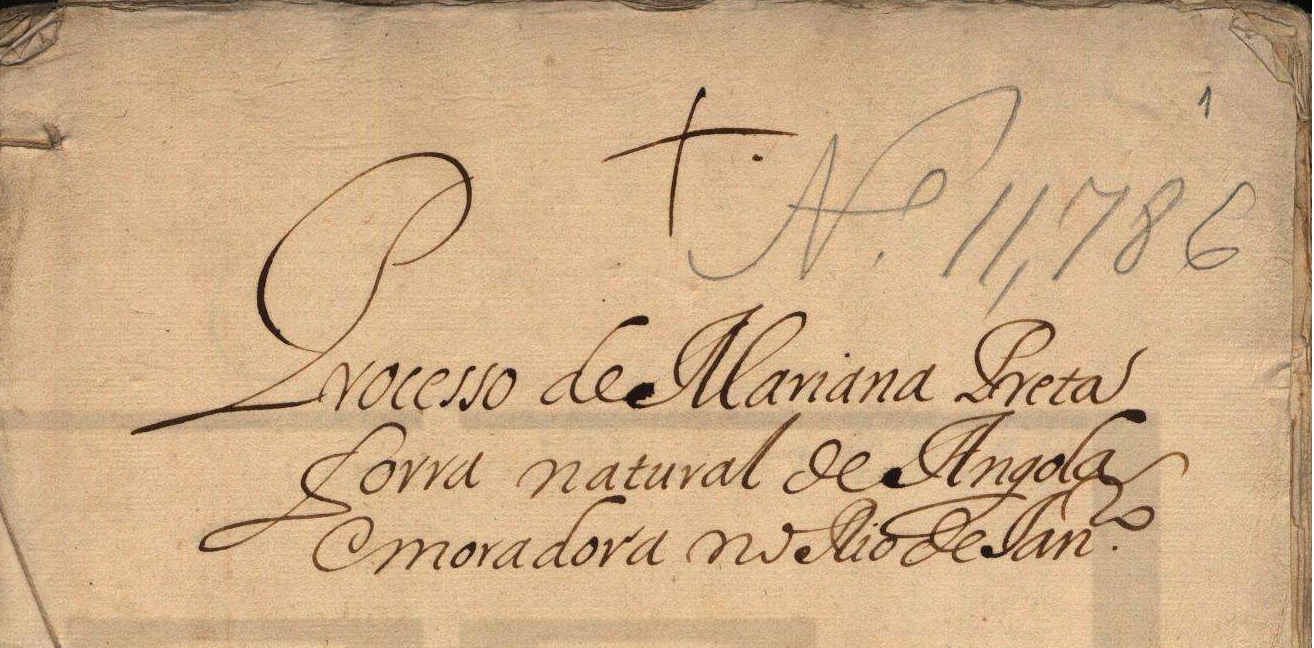 1
N.º 11,786
Processo de Mariana Preta
forra natural de Angola
e moradora no Rio de Jan.ro